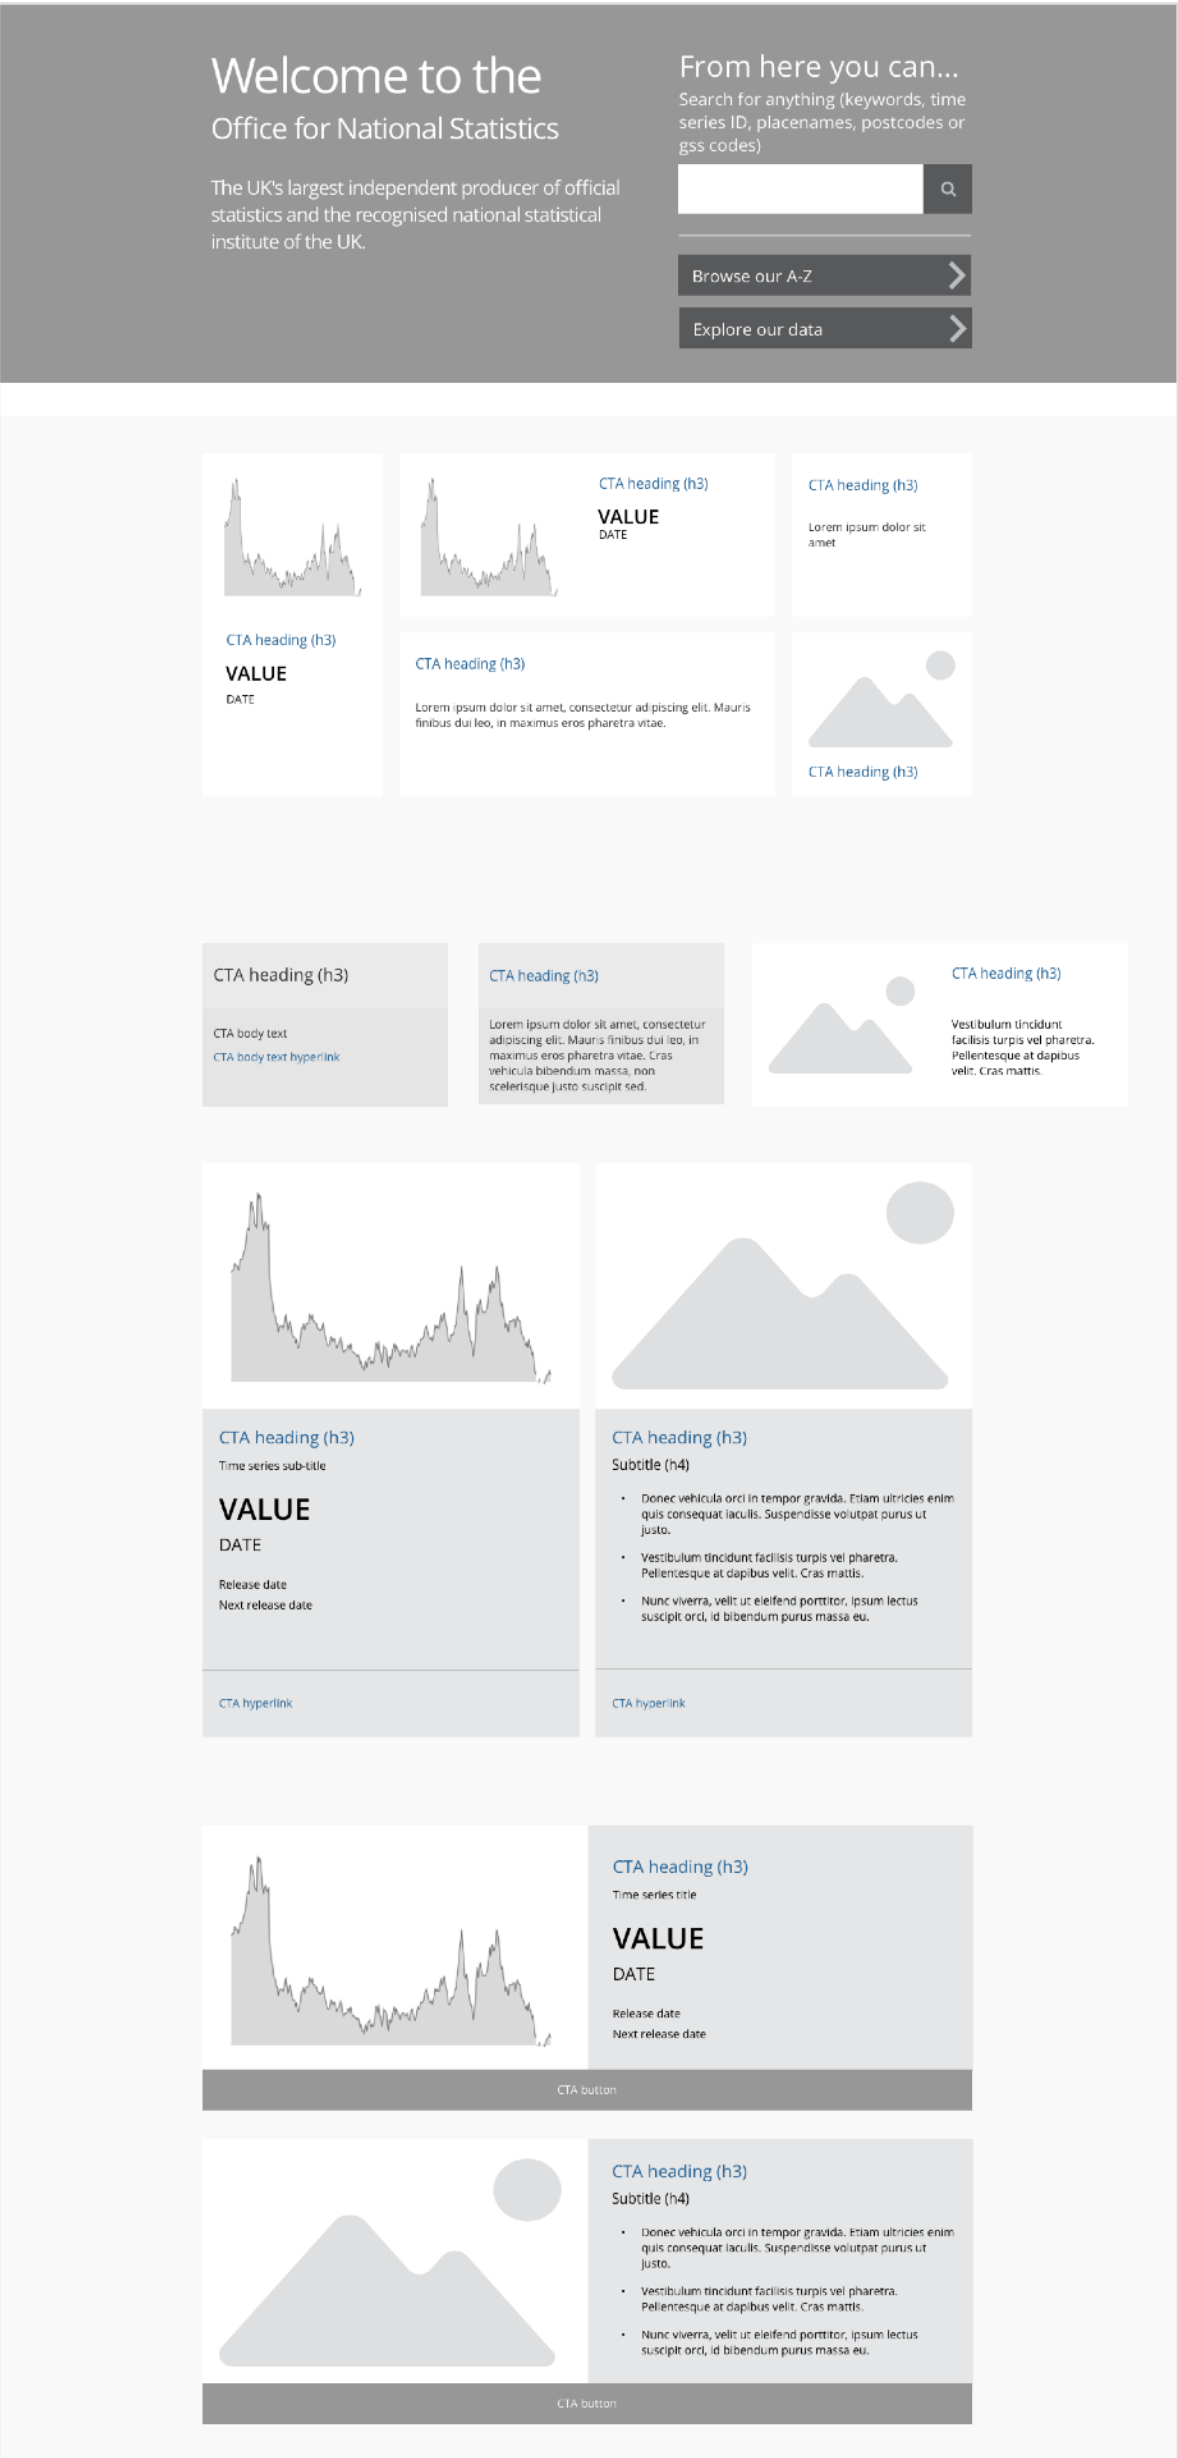 Welcome to the
Office for National Statistics
The UK's largest independent producer of official
statistics and the recognised national statistical
institute of the UK.
From here you can...
Search for anything (keywords, time
series ID, placenames, postcodes or
gss codes)
Browse our A-Z
Explore our data
CTA heading (h3)
VALUE
DATE
CTA heading (h3)
VALUE
DATE
CTA heading (h3)
Lorem ipsum dolor sit
amet
CTA heading (h3)
Lorem ipsum dolor sit amet, consectetur adipiscing elit. Mauris
finibus dui leo, in maximus eros pharetra vitae.
CTA heading (h3)
CTA heading (h3)
CTA body text
CTA body text hyperlink
CTA heading (h3)
Lorem ipsum dolor sit amet, consectetur
adipiscing elit. Mauris finibus dui leo, in
maximus eros pharetra vitae. Cras
vehicula bibendum massa, non
scelerisque justo suscipit sed.
CTA heading (h3)
Vestibulum tincidunt
facilisis turpis vel pharetra.
Pellentesque at dapibus
velit. Cras mattis.
CTA heading (h3)
Time series sub-title
VALUE
DATE
Release date
Next release date
CTA hyperlink
CTA heading (h3)
Subtitle (h4)
• Donec vehicula orci in tempor gravida. Etiam ultricies enim
quis consequat iaculis. Suspendisse volutpat purus ut
justo.
• Vestibulum tincidunt facilisis turpis vel pharetra.
Pellentesque at dapibus velit. Cras mattis.
• Nunc viverra, velit ut eleifend porttitor, ipsum lectus
suscipit orci, id bibendum purus massa eu.
CTA hyperlink
CTA heading (h3)
Time series title
VALUE
DATE
Release date
Next release date
CTA button
CTA heading (h3)
Subtitle (h4)
• Donec vehicula orci in tempor gravida. Etiam ultricies enim
quis consequat iaculis. Suspendisse volutpat purus ut
justo.
• Vestibulum tincidunt facilisis turpis vel pharetra.
Pellentesque at dapibus velit. Cras mattis.
• Nunc viverra, velit ut eleifend porttitor, ipsum lectus
suscipit orci, id bibendum purus massa eu.
CTA button